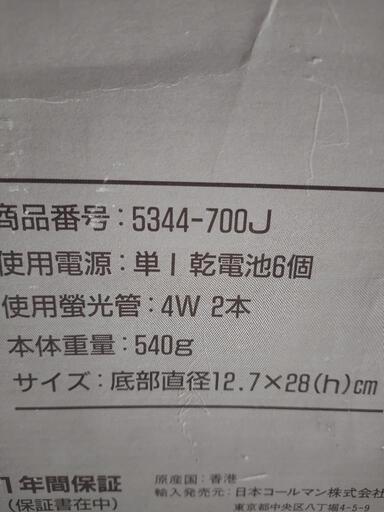 商品番号:5344-700J
使用電源:単1乾電池6個
使用螢光管:4W 2本
本体重量:540g
サイズ:底部直径12.7×28(h)cm
1年間保証
(保証書在中)
原産国:香港
輸入発売元:日本コールマン株式会社
東京都中央区八丁堀4-5-9